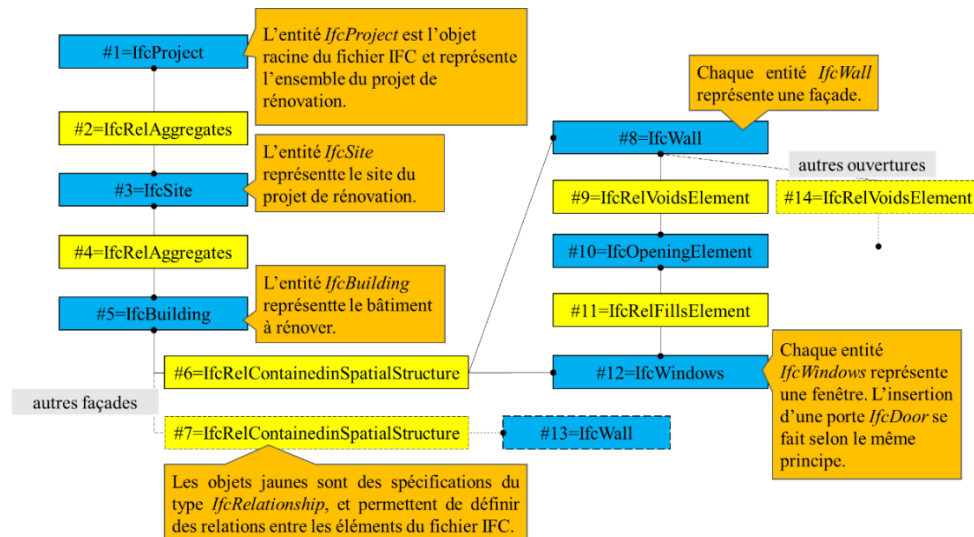 #1=IfcProject
L'entité IfcProject est l'objet
racine du fichier IFC et représente
l'ensemble du projet de
rénovation.
#2=IfcRelAggregates
L'entité IfcSite
représentte le site du
projet de rénovation.
#3=IfcSite
#4=IfcRelAggregates
L'entité IfcBuilding
représentte le bâtiment
à rénover.
#5=IfcBuilding
#6=IfcRelContainedinSpatialStructure
autres façades
#7=IfcRelContainedinSpatialStructure
#13=IfcWall
Les objets jaunes sont des spécifications du
type IfcRelationship, et permettent de définir
des relations entre les éléments du fichier IFC.
Chaque entité IfcWall
représente une façade.
#8=IfcWall
autres ouvertures
#9=IfcRelVoidsElement
#14=IfcRelVoidsElement
#10=IfcOpeningElement
#11=IfcRelFillsElement
#12=IfcWindows
Chaque entité
IfcWindows représente
une fenêtre. L'insertion
d'une porte IfcDoor se
fait selon le même
principe.